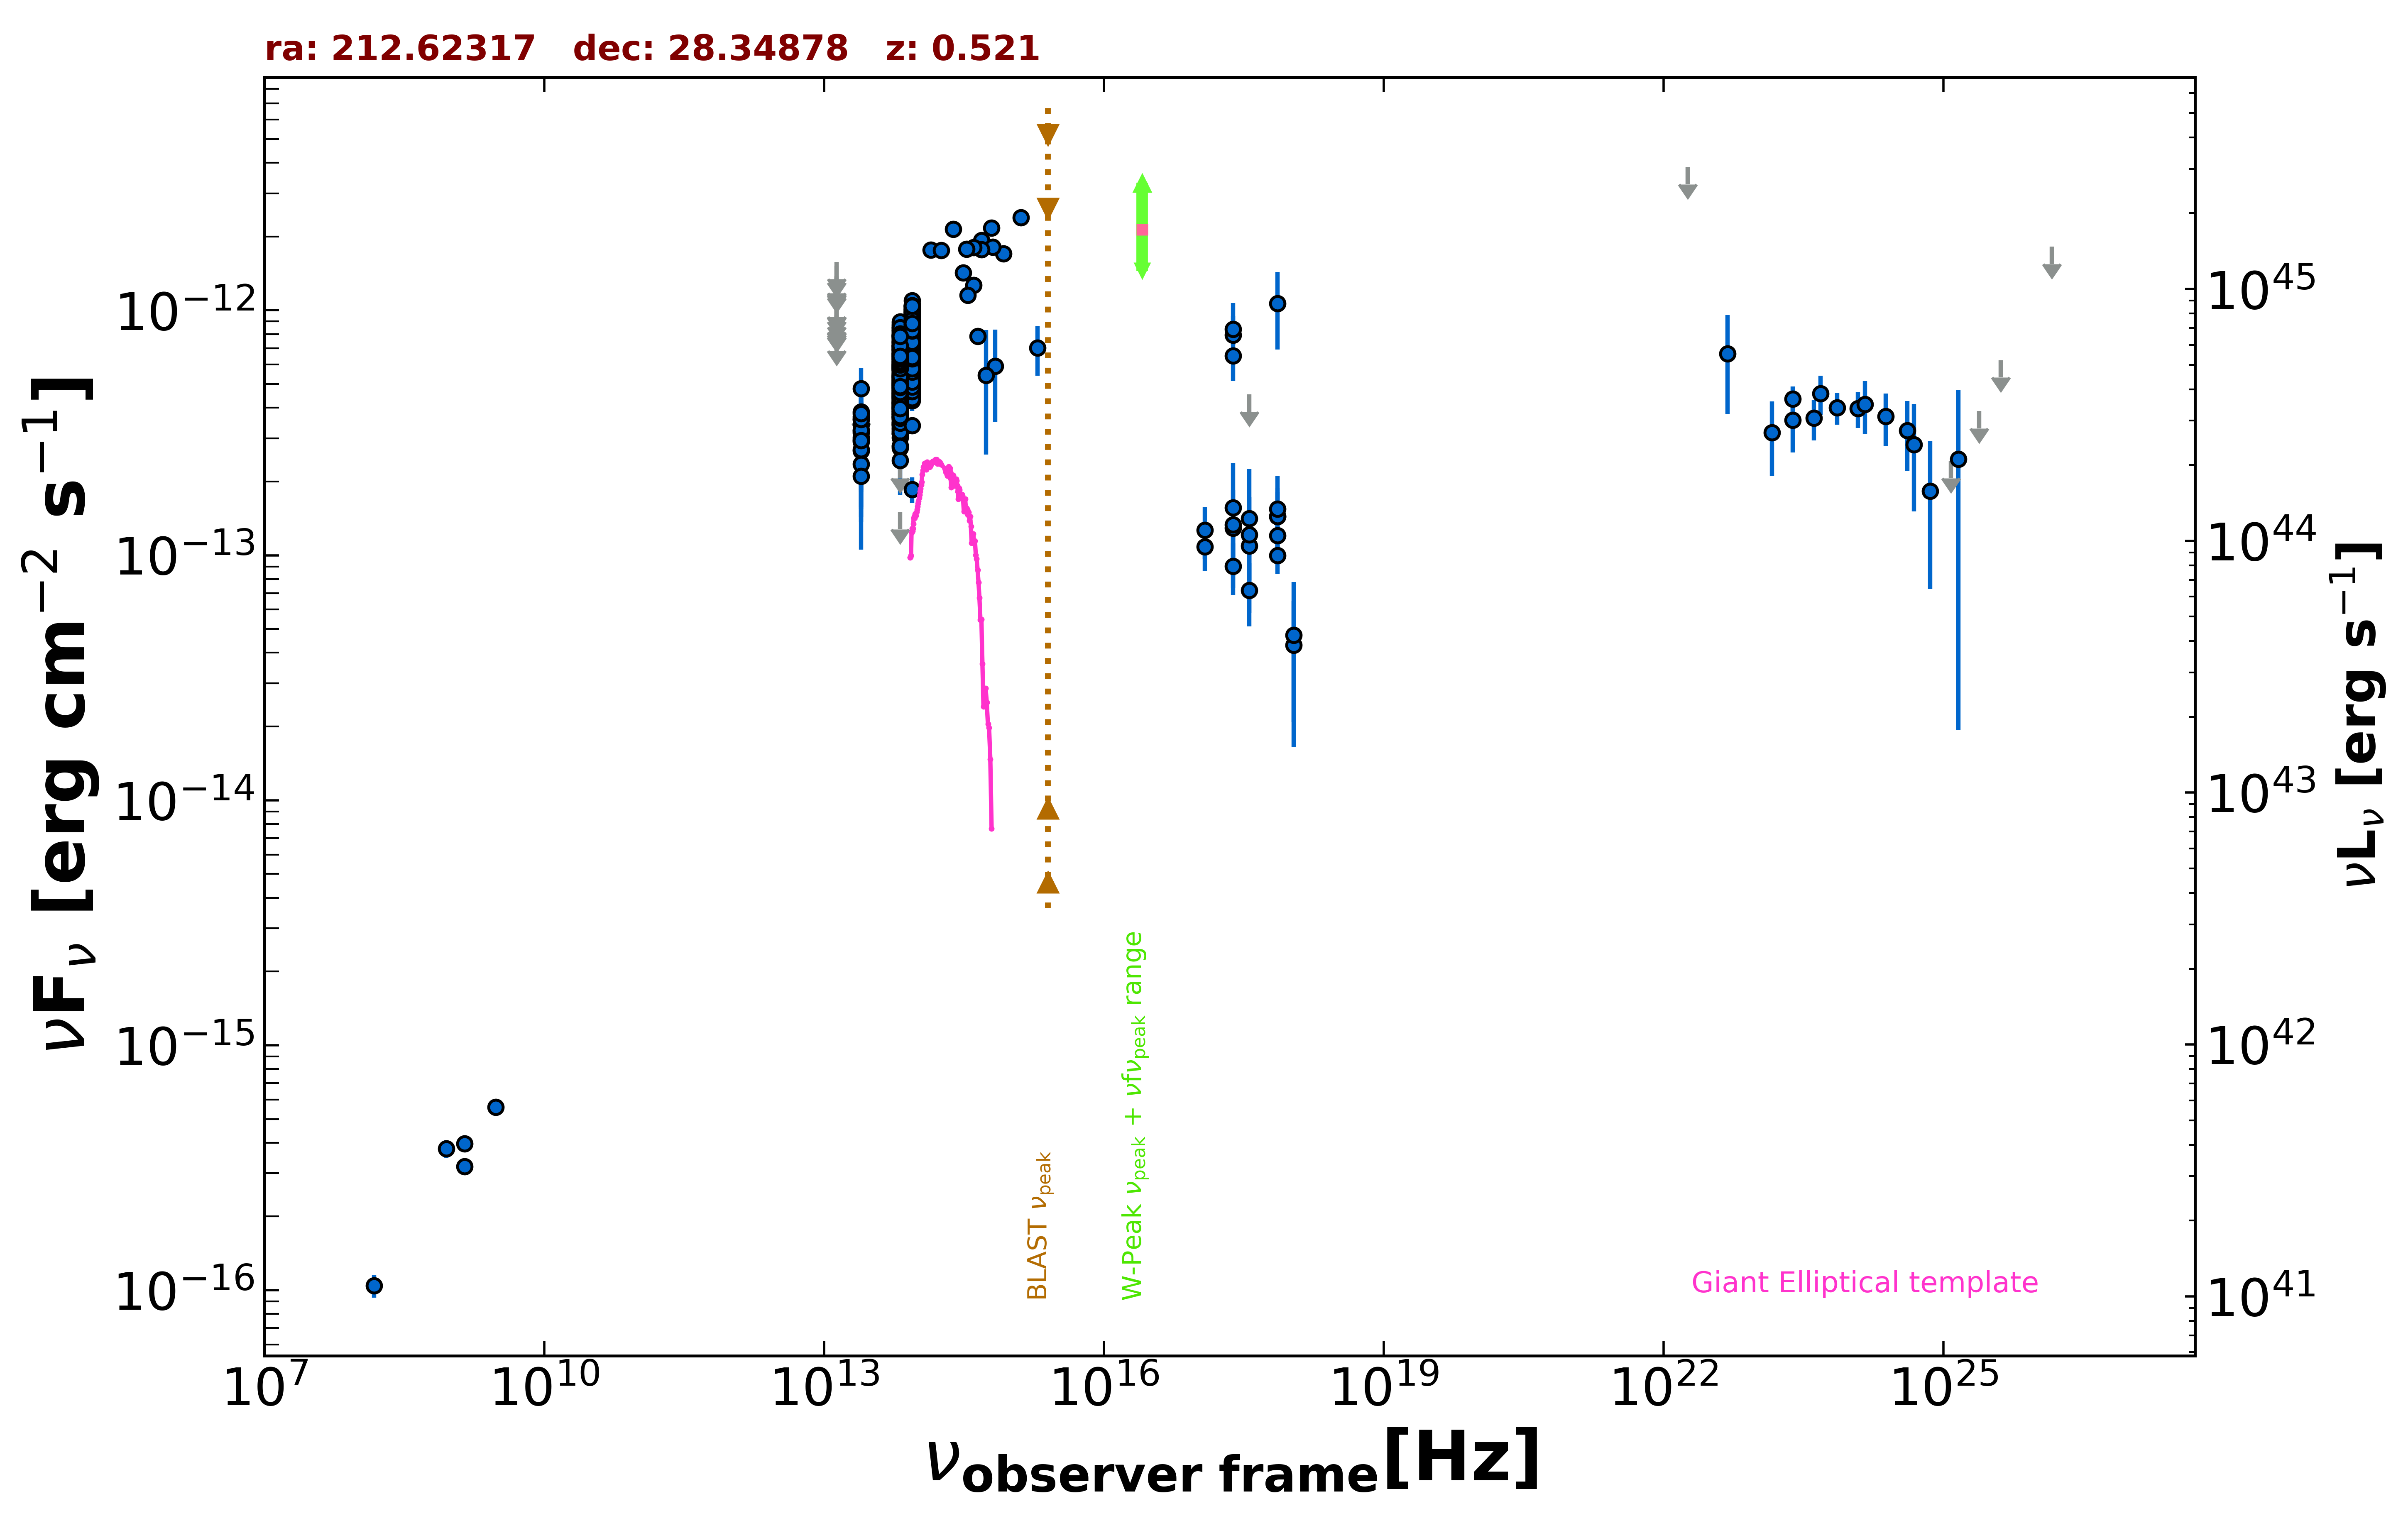 ra: 212.62317   dec: 28.34878   z: 0.521
νFν [erg cm⁻² s⁻¹]
10⁻¹²
10⁻¹³
10⁻¹⁴
10⁻¹⁵
10⁻¹⁶
10⁴⁵
10⁴⁴
10⁴³
10⁴²
10⁴¹
νLν [erg s⁻¹]
BLAST νpeak
W-Peak νpeak + νfνpeak range
Giant Elliptical template
10⁷ 10¹⁰ 10¹³ 10¹⁶ 10¹⁹ 10²² 10²⁵
νobserver frame[Hz]